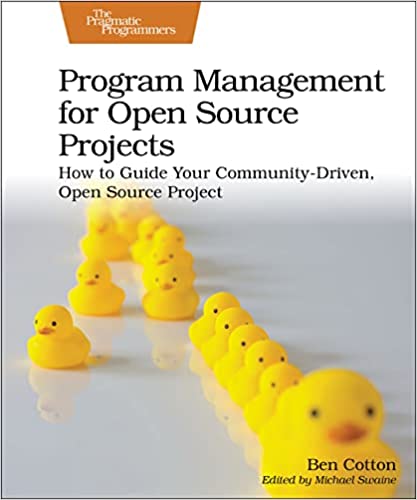 The
Pragmatic
Programmers
Program Management
for Open Source
Projects
How to Guide Your Community-Driven,
Open Source Project
Ben Cotton
Edited by Michael Swaine